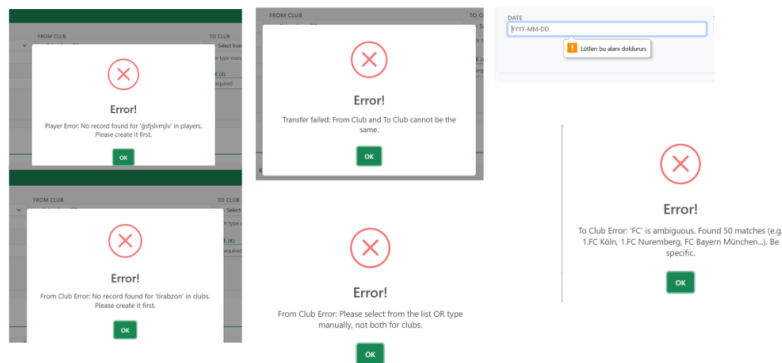 FROM CLUB
TO CLUB
Error!
Player Error: No record found for 'jjsfjslvmjlv' in players.
Please create it first.
OK
FROM CLUB
TO CLUB
Error!
From Club Error: No record found for 'tirabzon' in clubs.
Please create it first.
OK
FROM CLUB
Error!
Transfer failed: From Club and To Club cannot be the
same.
OK
Error!
From Club Error: Please select from the list OR type
manually, not both for clubs.
OK
DATE
YYYY-MM-DD
Lütfen bu alanı doldurun.
Error!
To Club Error: 'FC' is ambiguous. Found 50 matches (e.g.
1.FC Köln, 1.FC Nuremberg, FC Bayern München...). Be
specific.
OK